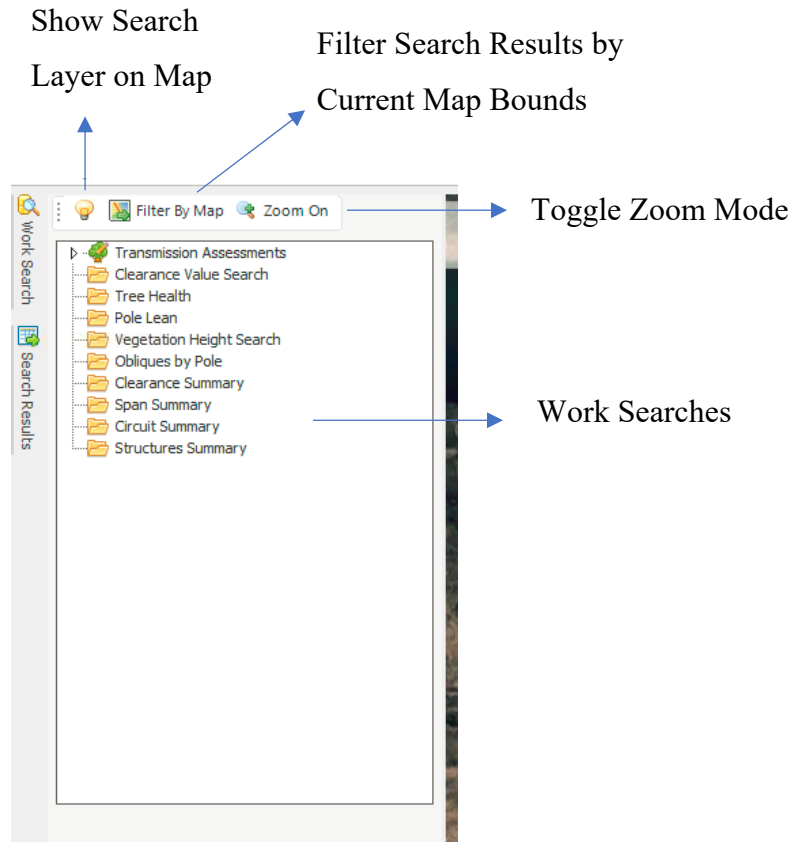 Show Search
Layer on Map
Filter Search Results by
Current Map Bounds
Filter By Map
Zoom On
Toggle Zoom Mode
Work Search
Search Results
Transmission Assessments
Clearance Value Search
Tree Health
Pole Lean
Vegetation Height Search
Obliques by Pole
Clearance Summary
Span Summary
Circuit Summary
Structures Summary
Work Searches